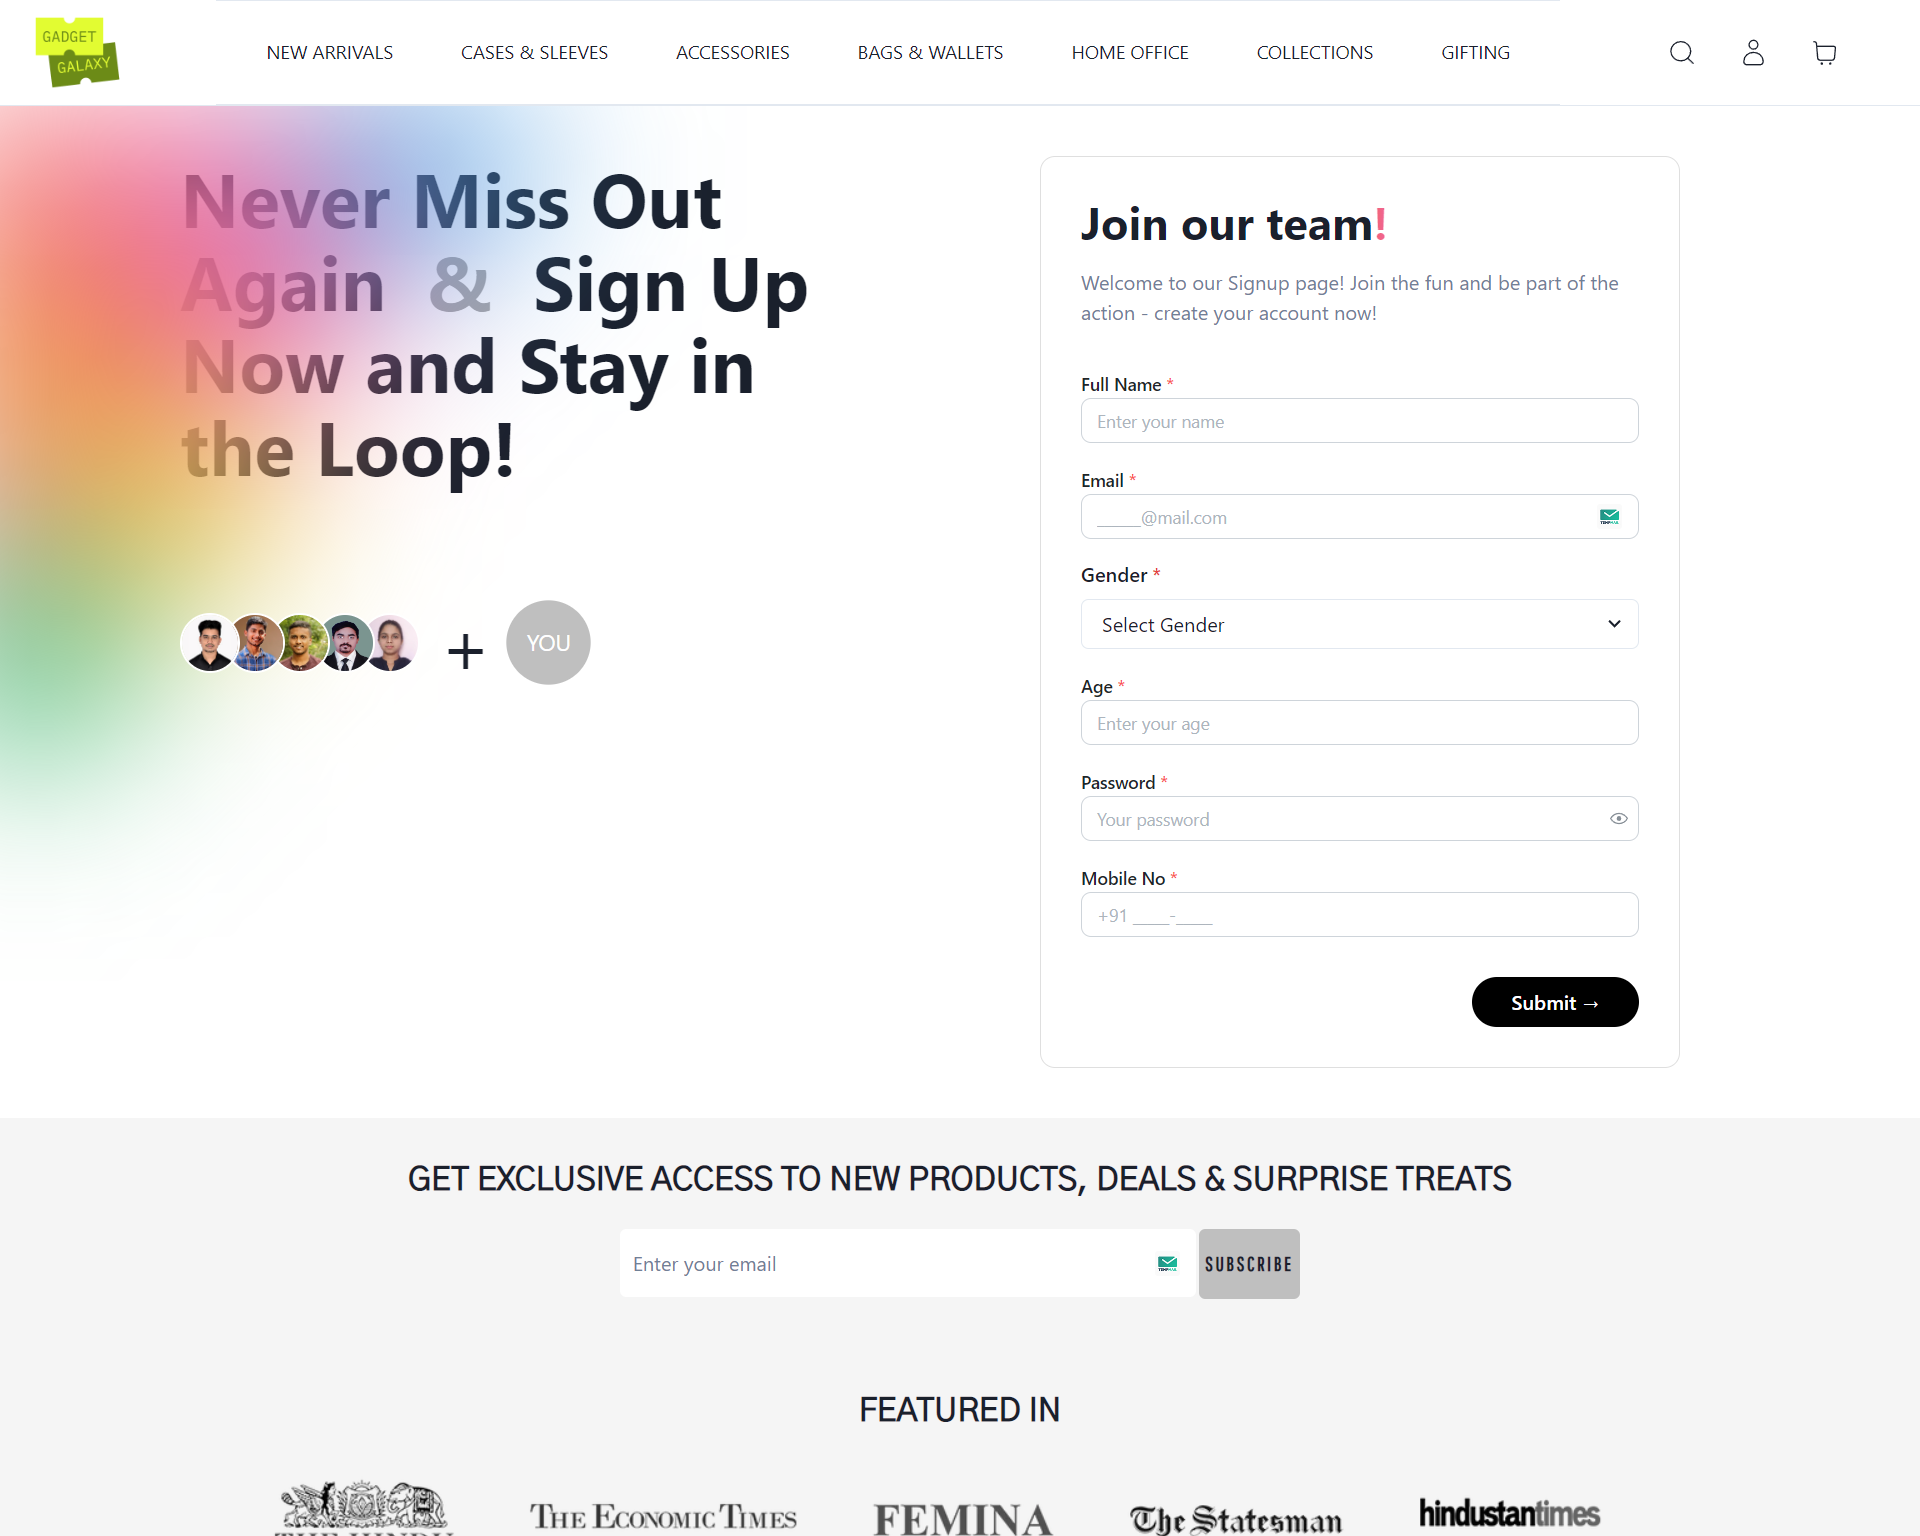 GADGET
GALAXY
NEW ARRIVALS
CASES & SLEEVES
ACCESSORIES
BAGS & WALLETS
HOME OFFICE
COLLECTIONS
GIFTING
Never Miss Out
Again & Sign Up
Now and Stay in
the Loop!
+
YOU
Join our team!
Welcome to our Signup page! Join the fun and be part of the
action - create your account now!
Full Name *
Enter your name
Email *
_____@mail.com
Gender *
Select Gender
Age *
Enter your age
Password *
Your password
Mobile No *
+91 ____-____
Submit →
GET EXCLUSIVE ACCESS TO NEW PRODUCTS, DEALS & SURPRISE TREATS
Enter your email
SUBSCRIBE
FEATURED IN
THE HINDU
THE ECONOMIC TIMES
FEMINA
The Statesman
hindustantimes